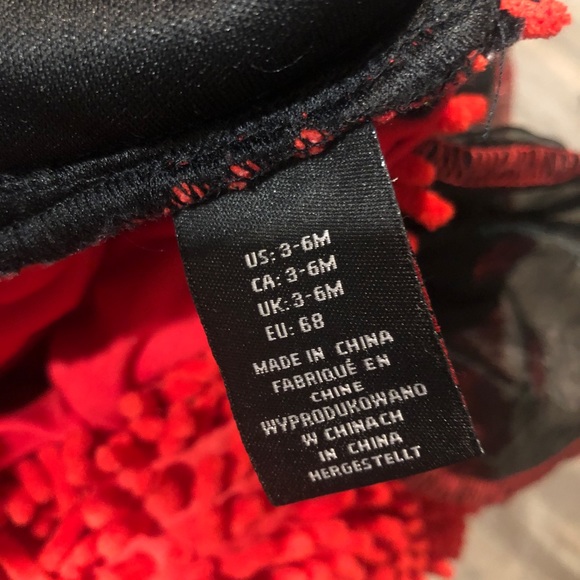 US: 3-6M
CA: 3-6M
UK: 3-6M
EU: 68
MADE IN CHINA
FABRIQUÉ EN
CHINE
WYPRODUKOWANO
W CHINACH
IN CHINA
HERGESTELLT